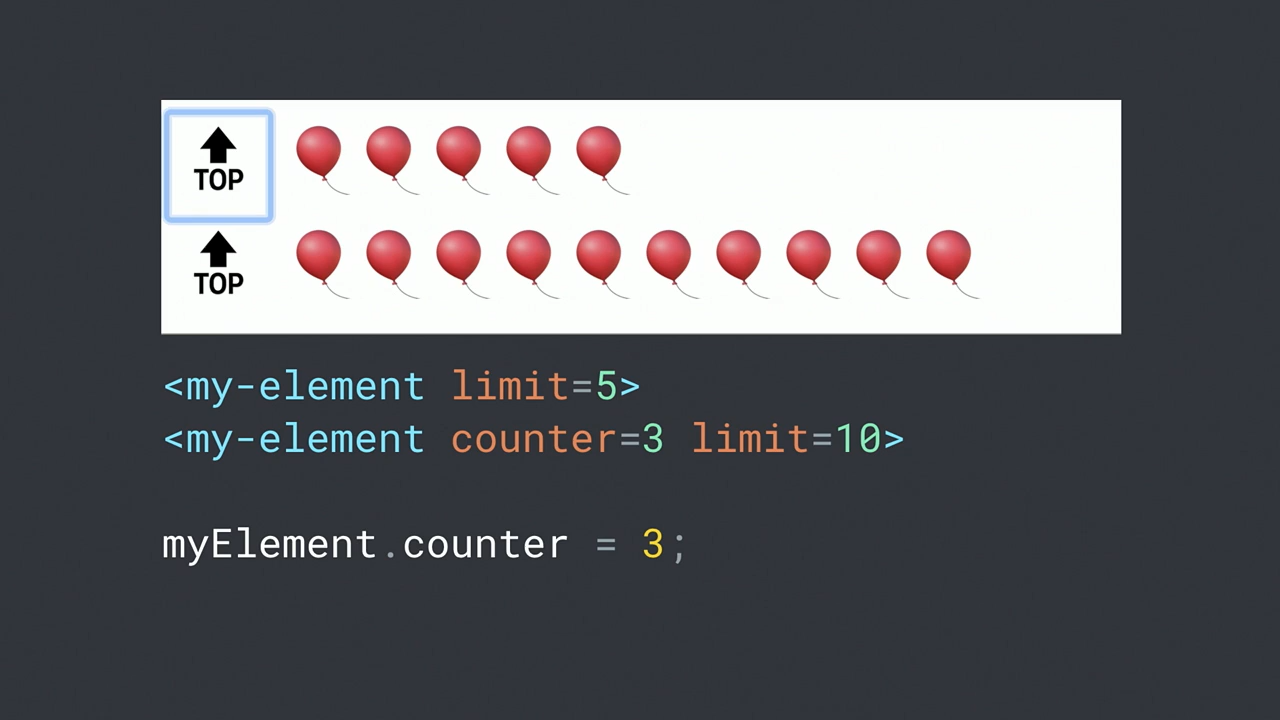 TOP
TOP
<my-element limit=5>
<my-element counter=3 limit=10>
myElement.counter = 3;